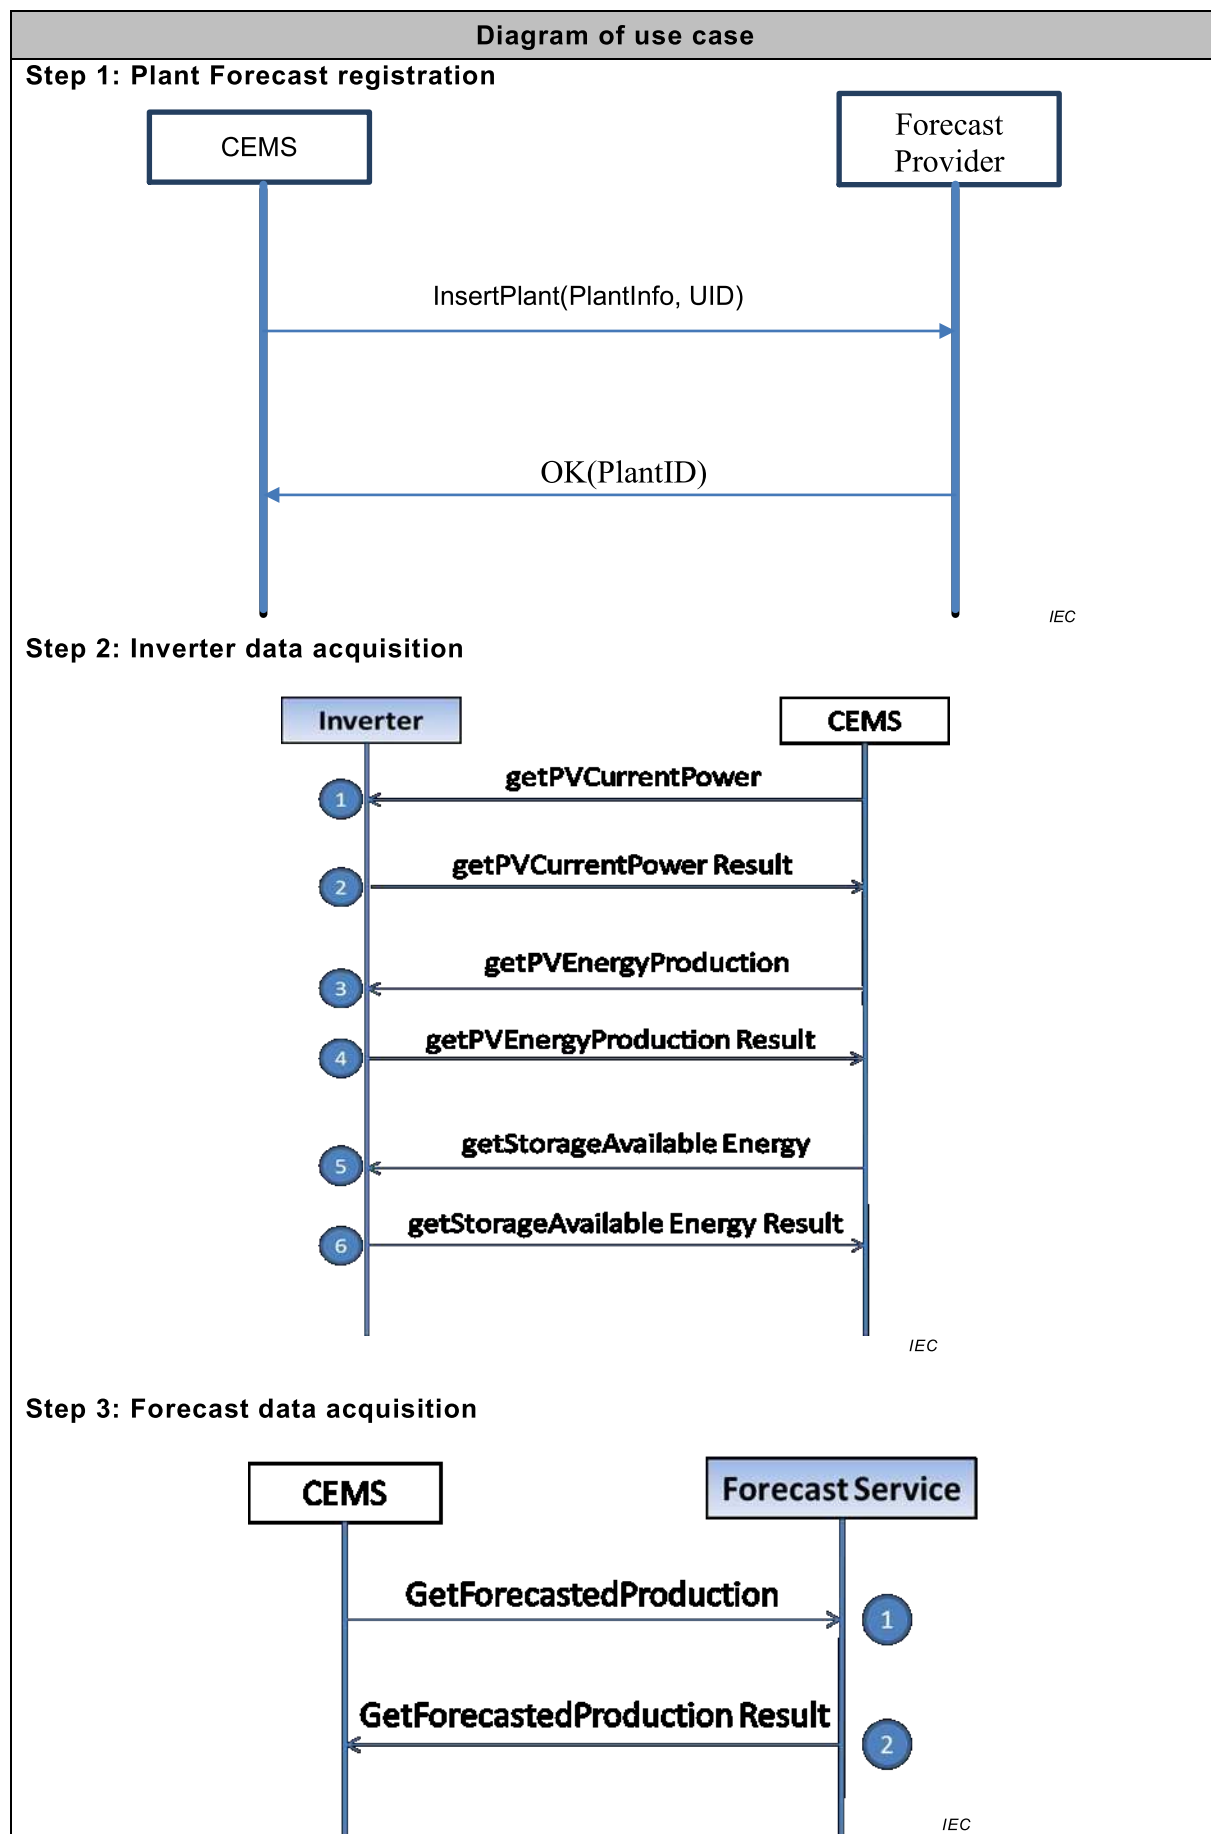 Diagram of use case
Step 1: Plant Forecast registration
CEMS
Forecast
Provider
InsertPlant(PlantInfo, UID)
OK(PlantID)
IEC
Step 2: Inverter data acquisition
Inverter
CEMS
getPVCurrentPower
1
getPVCurrentPower Result
2
getPVEnergyProduction
3
getPVEnergyProduction Result
4
getStorageAvailable Energy
5
getStorageAvailable Energy Result
6
IEC
Step 3: Forecast data acquisition
CEMS
Forecast Service
GetForecastedProduction
1
GetForecastedProduction Result
2
IEC